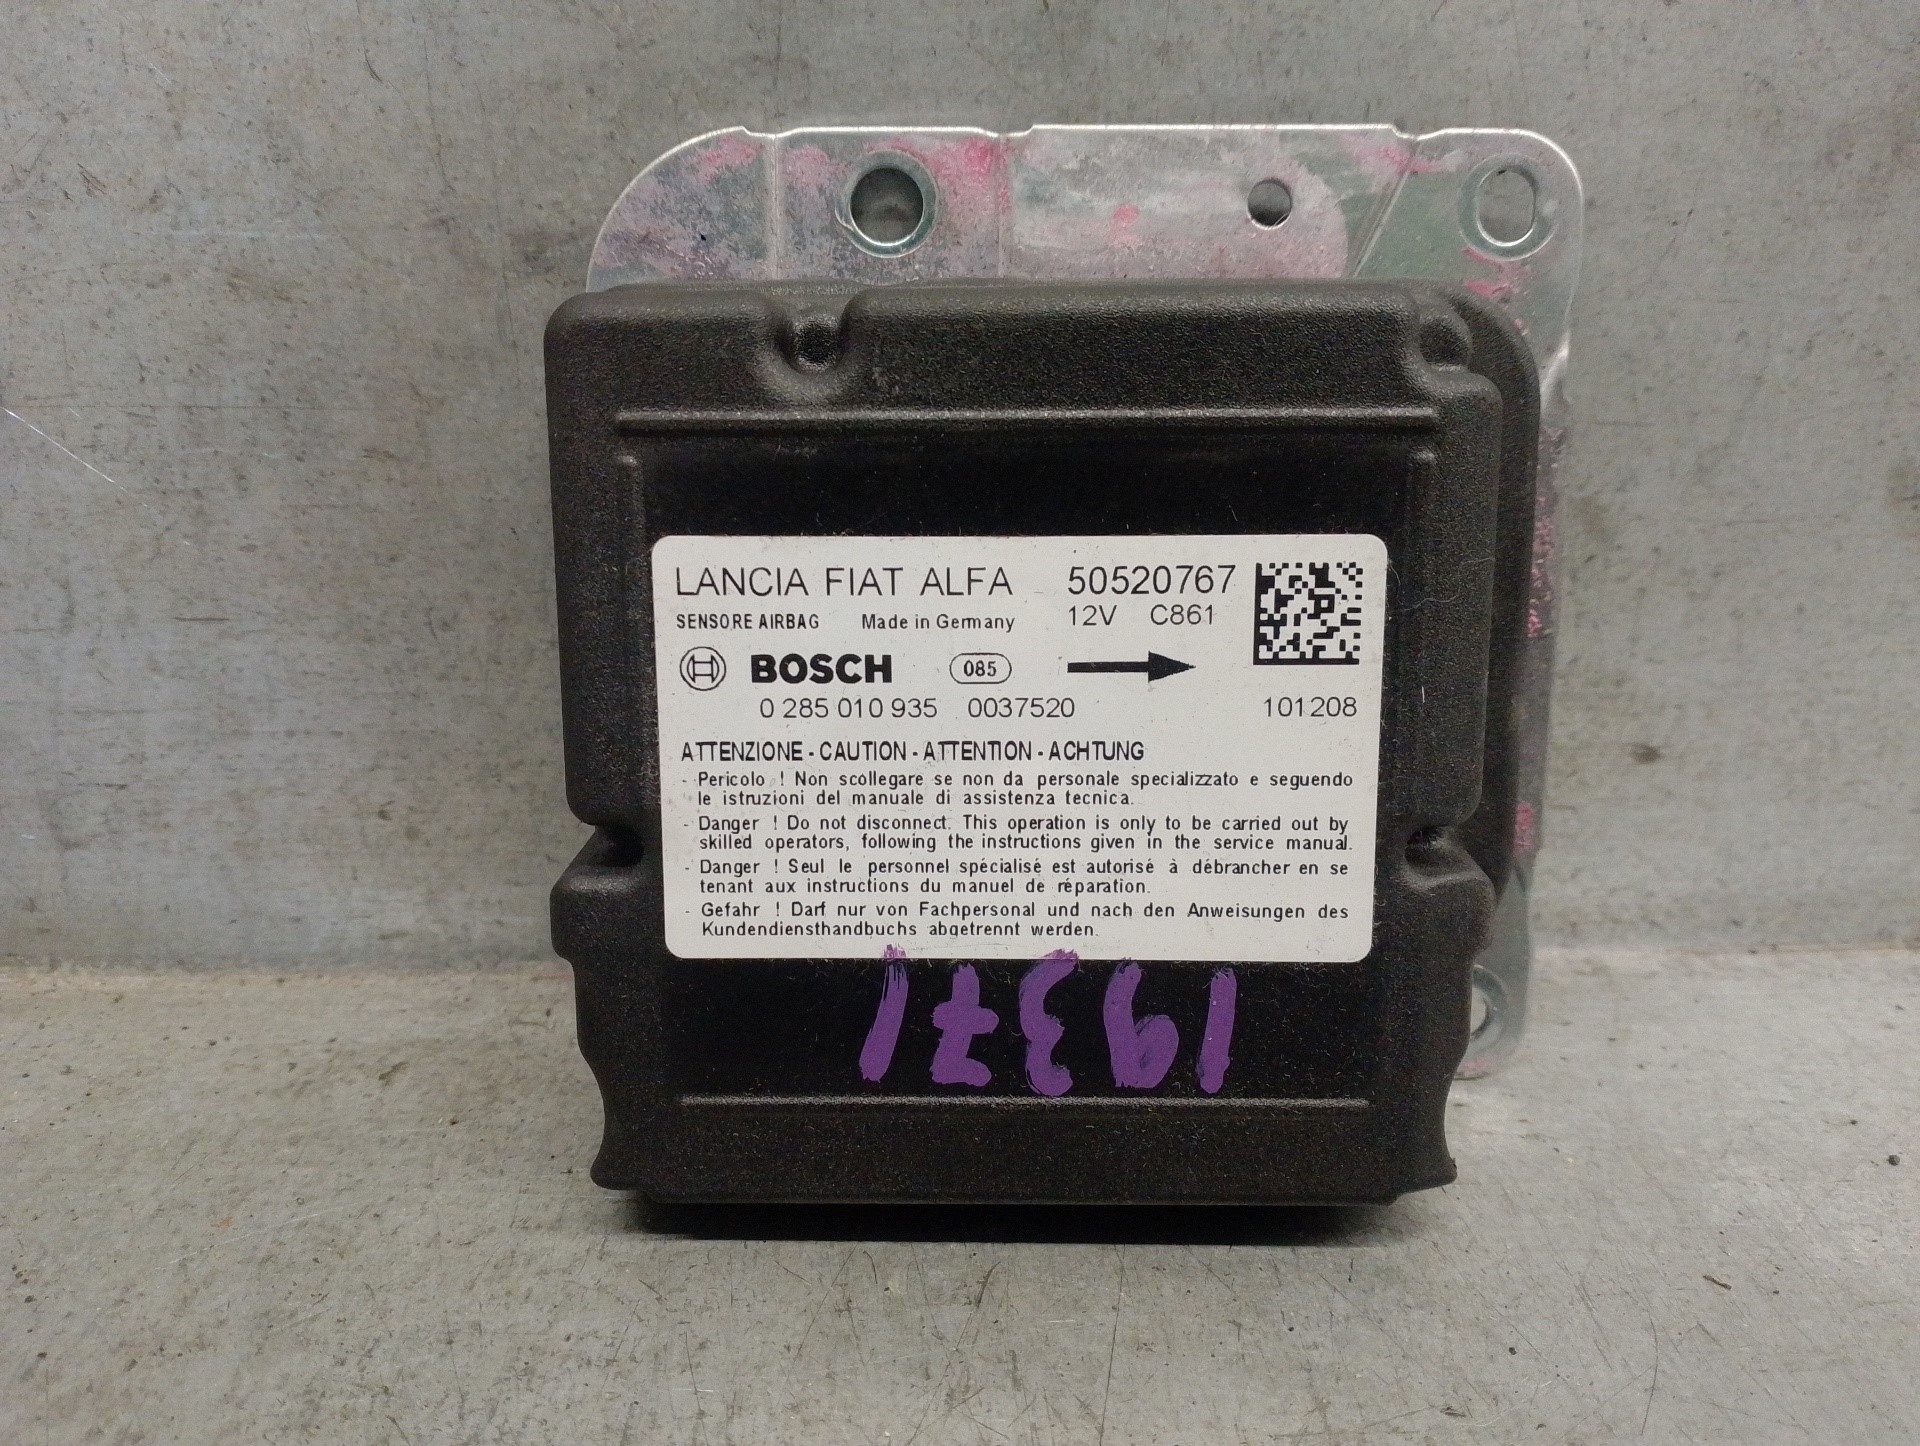 LANCIA FIAT ALFA 50520767
SENSORE AIRBAG Made in Germany 12V C861
BOSCH 085
0 285 010 935 0037520 101208
ATTENZIONE - CAUTION - ATTENTION - ACHTUNG
- Pericolo ! Non scollegare se non da personale specializzato e seguendo
le istruzioni del manuale di assistenza tecnica.
- Danger ! Do not disconnect. This operation is only to be carried out by
skilled operators, following the instructions given in the service manual.
- Danger ! Seul le personnel spécialisé est autorisé à débrancher en se
tenant aux instructions du manuel de réparation.
- Gefahr ! Darf nur von Fachpersonal und nach den Anweisungen des
Kundendiensthandbuchs abgetrennt werden.
19371